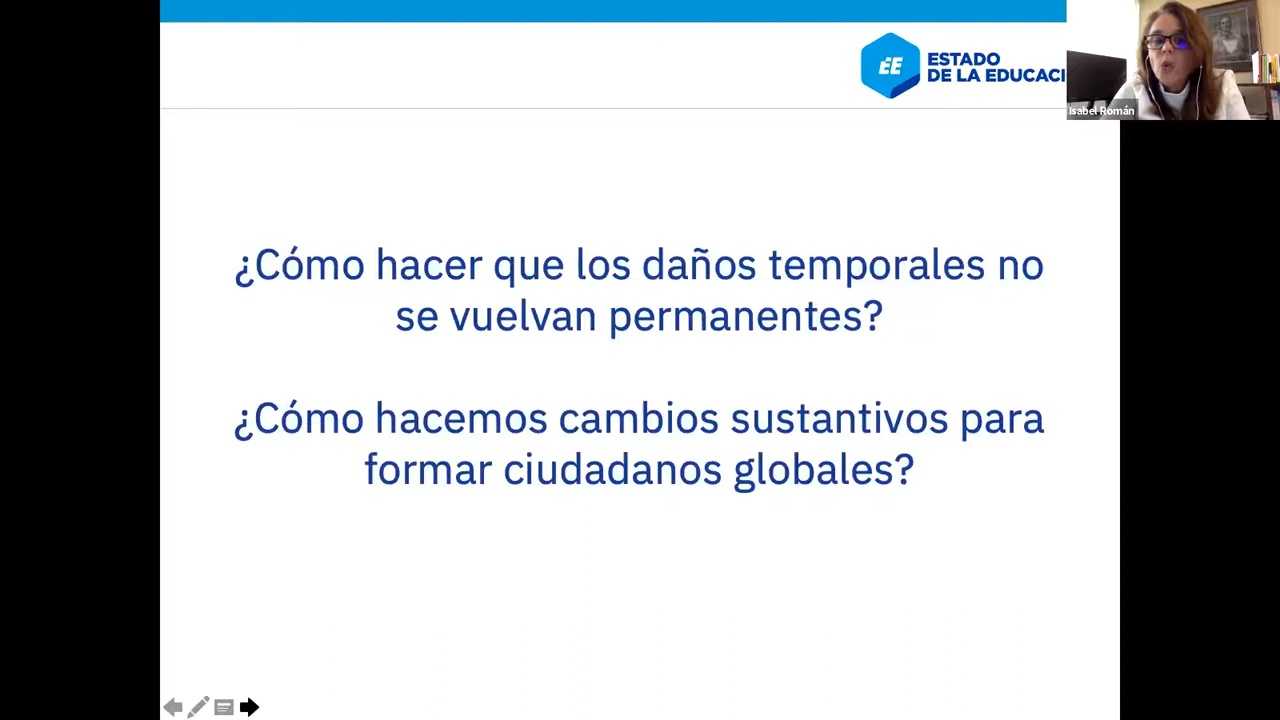 ÉE
ESTADO
DE LA EDUCACI
Isabel Román
¿Cómo hacer que los daños temporales no
se vuelvan permanentes?
¿Cómo hacemos cambios sustantivos para
formar ciudadanos globales?